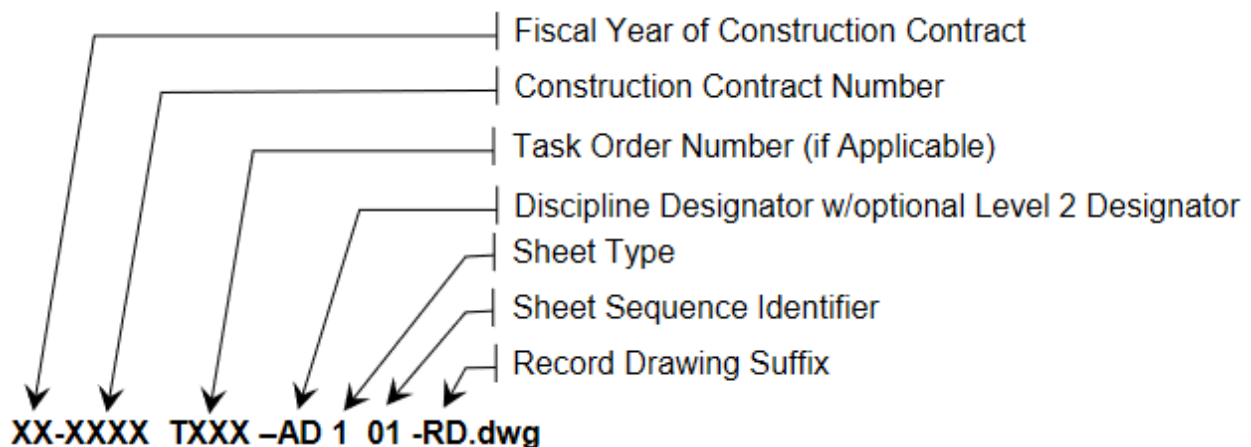 Fiscal Year of Construction Contract
Construction Contract Number
Task Order Number (if Applicable)
Discipline Designator w/optional Level 2 Designator
Sheet Type
Sheet Sequence Identifier
Record Drawing Suffix
XX-XXXX TXXX –AD 1 01 -RD.dwg